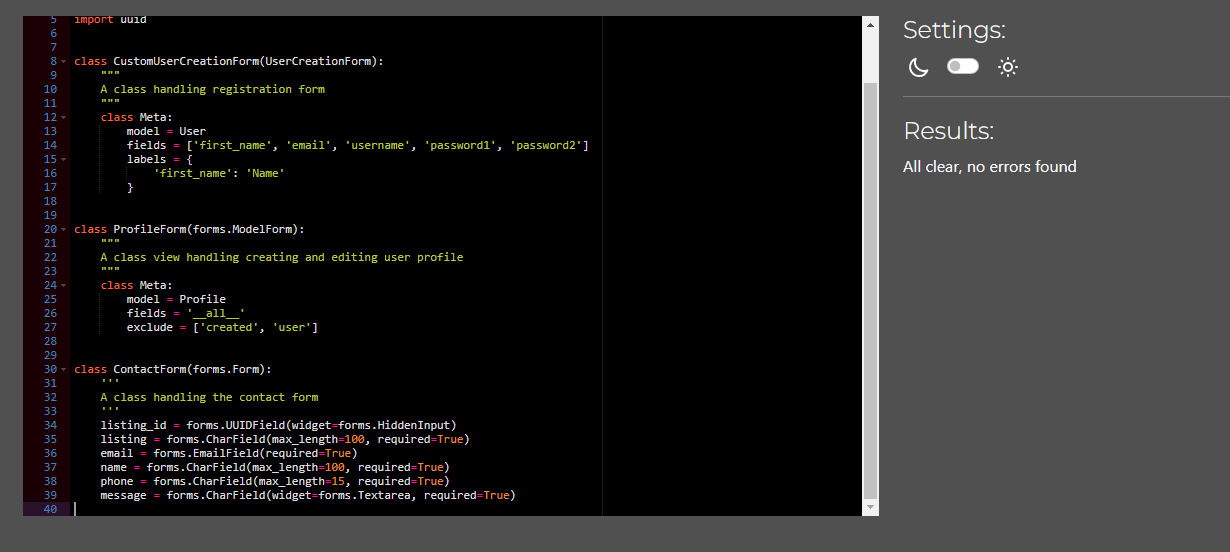 5 import uuid
6
7
8 class CustomUserCreationForm(UserCreationForm):
9     """
10     A class handling registration form
11     """
12     class Meta:
13         model = User
14         fields = ['first_name', 'email', 'username', 'password1', 'password2']
15         labels = {
16             'first_name': 'Name'
17         }
18
19
20 class ProfileForm(forms.ModelForm):
21     """
22     A class view handling creating and editing user profile
23     """
24     class Meta:
25         model = Profile
26         fields = '__all__'
27         exclude = ['created', 'user']
28
29
30 class ContactForm(forms.Form):
31     '''
32     A class handling the contact form
33     '''
34     listing_id = forms.UUIDField(widget=forms.HiddenInput)
35     listing = forms.CharField(max_length=100, required=True)
36     email = forms.EmailField(required=True)
37     name = forms.CharField(max_length=100, required=True)
38     phone = forms.CharField(max_length=15, required=True)
39     message = forms.CharField(widget=forms.Textarea, required=True)
40
Settings:
Results:
All clear, no errors found